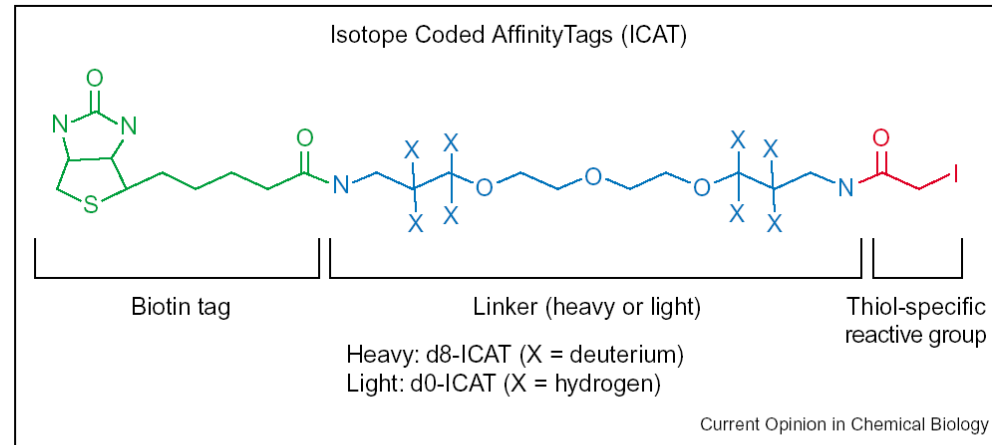 Isotope Coded AffinityTags (ICAT)
O
N N
S
O
N
X X
X X
O
O
O
X X
X X
N
O
I
Biotin tag
Linker (heavy or light)
Thiol-specific
reactive group
Heavy: d8-ICAT (X = deuterium)
Light: d0-ICAT (X = hydrogen)
Current Opinion in Chemical Biology